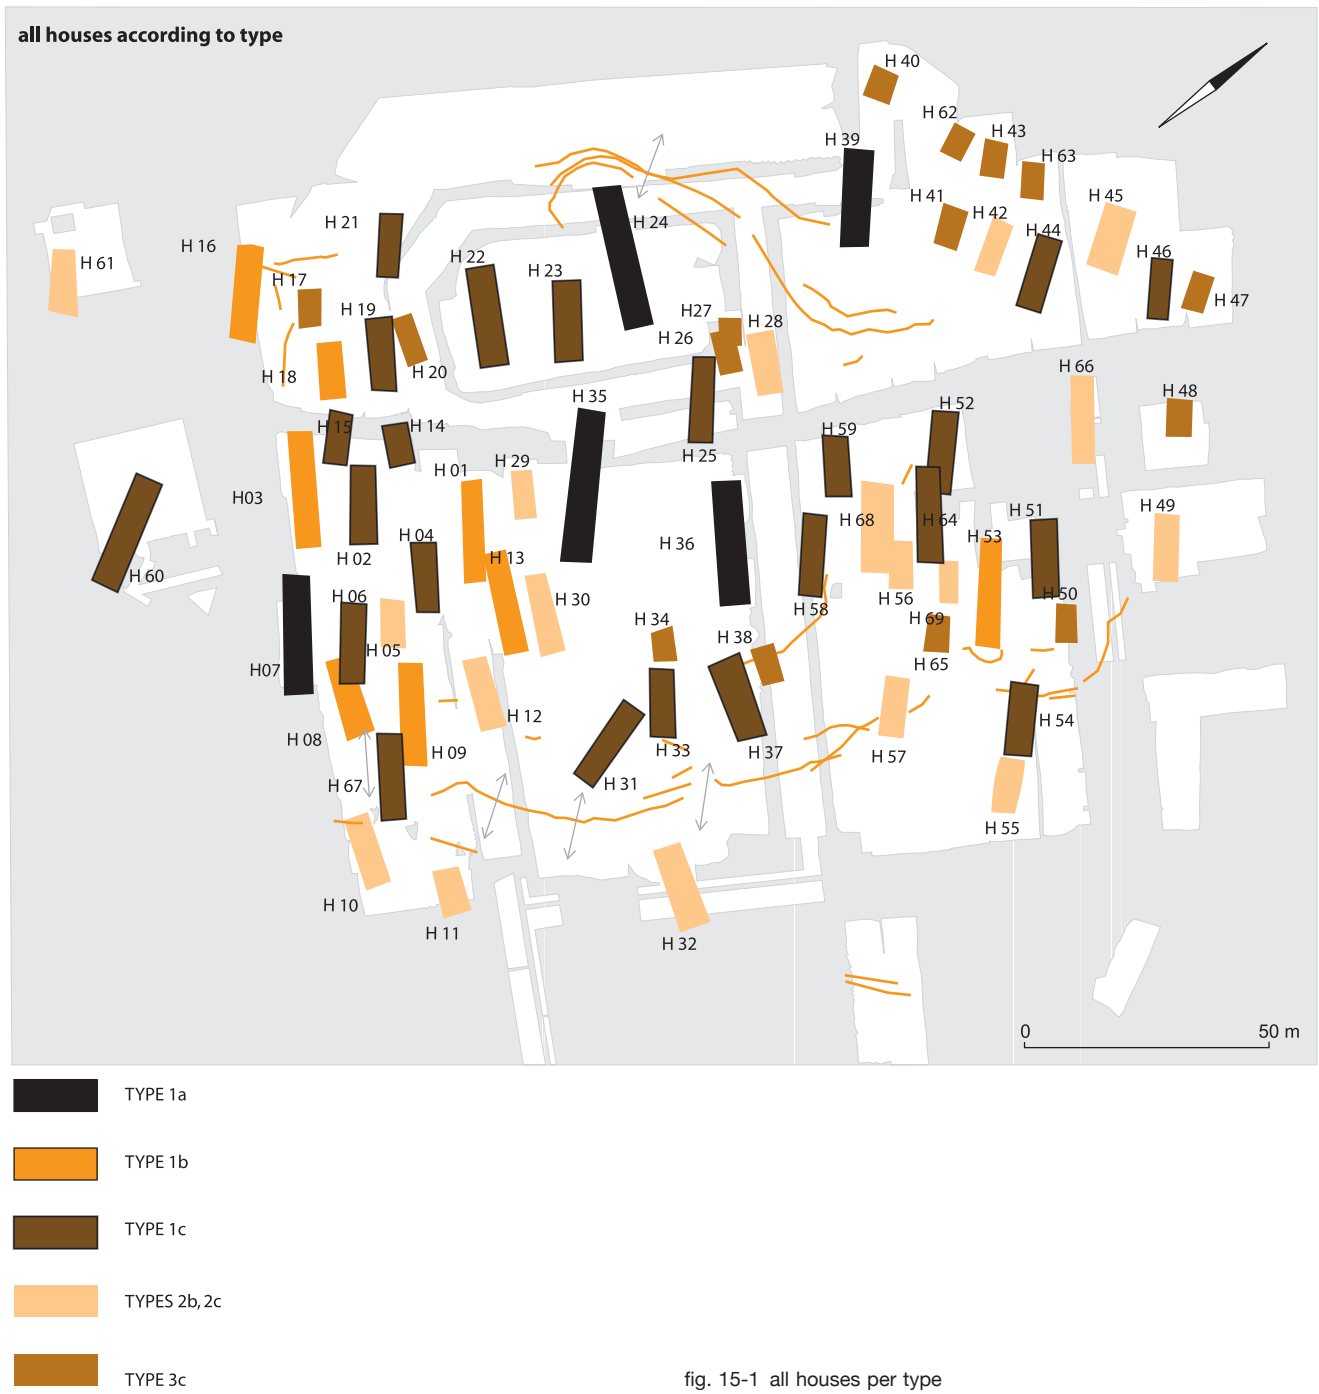 all houses according to type
H 40
H 62
H 39
H 43
H 63
H 41
H 42
H 45
H 21
H 24
H 44
H 16
H 46
H 61
H 22
H 23
H 17
H 47
H 19
H27
H 28
H 26
H 20
H 18
H 66
H 48
H 35
H 52
H 15
H 14
H 59
H 25
H 29
H 01
H03
H 49
H 51
H 68
H 64
H 36
H 53
H 04
H 02
H 13
H 60
H 06
H 30
H 56
H 50
H 58
H 34
H 69
H 38
H 05
H07
H 65
H 12
H 54
H 08
H 09
H 33
H 37
H 57
H 67
H 31
H 55
H 10
H 11
H 32
0 50 m
TYPE 1a
TYPE 1b
TYPE 1c
TYPES 2b, 2c
TYPE 3c
fig. 15-1 all houses per type